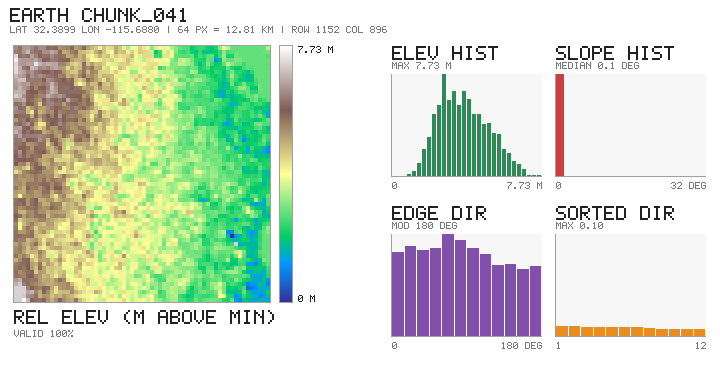 EARTH CHUNK_041
LAT 32.3899 LON -115.6880 | 64 PX = 12.81 KM | ROW 1152 COL 896
7.73 M
0 M
REL ELEV (M ABOVE MIN)
VALID 100%
ELEV HIST
MAX 7.73 M
0 7.73 M
SLOPE HIST
MEDIAN 0.1 DEG
0 32 DEG
EDGE DIR
MOD 180 DEG
0 180 DEG
SORTED DIR
MAX 0.10
1 12